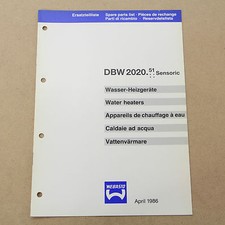 Ersatzteilliste Spare parts list · Pièces de rechange
Parti di ricambio · Reservdelslista
DBW 2020.51 Sensoric
Wasser-Heizgeräte
Water heaters
Appareils de chauffage à eau
Caldaie ad acqua
Vattenvärmare
WEBASTO
April 1986